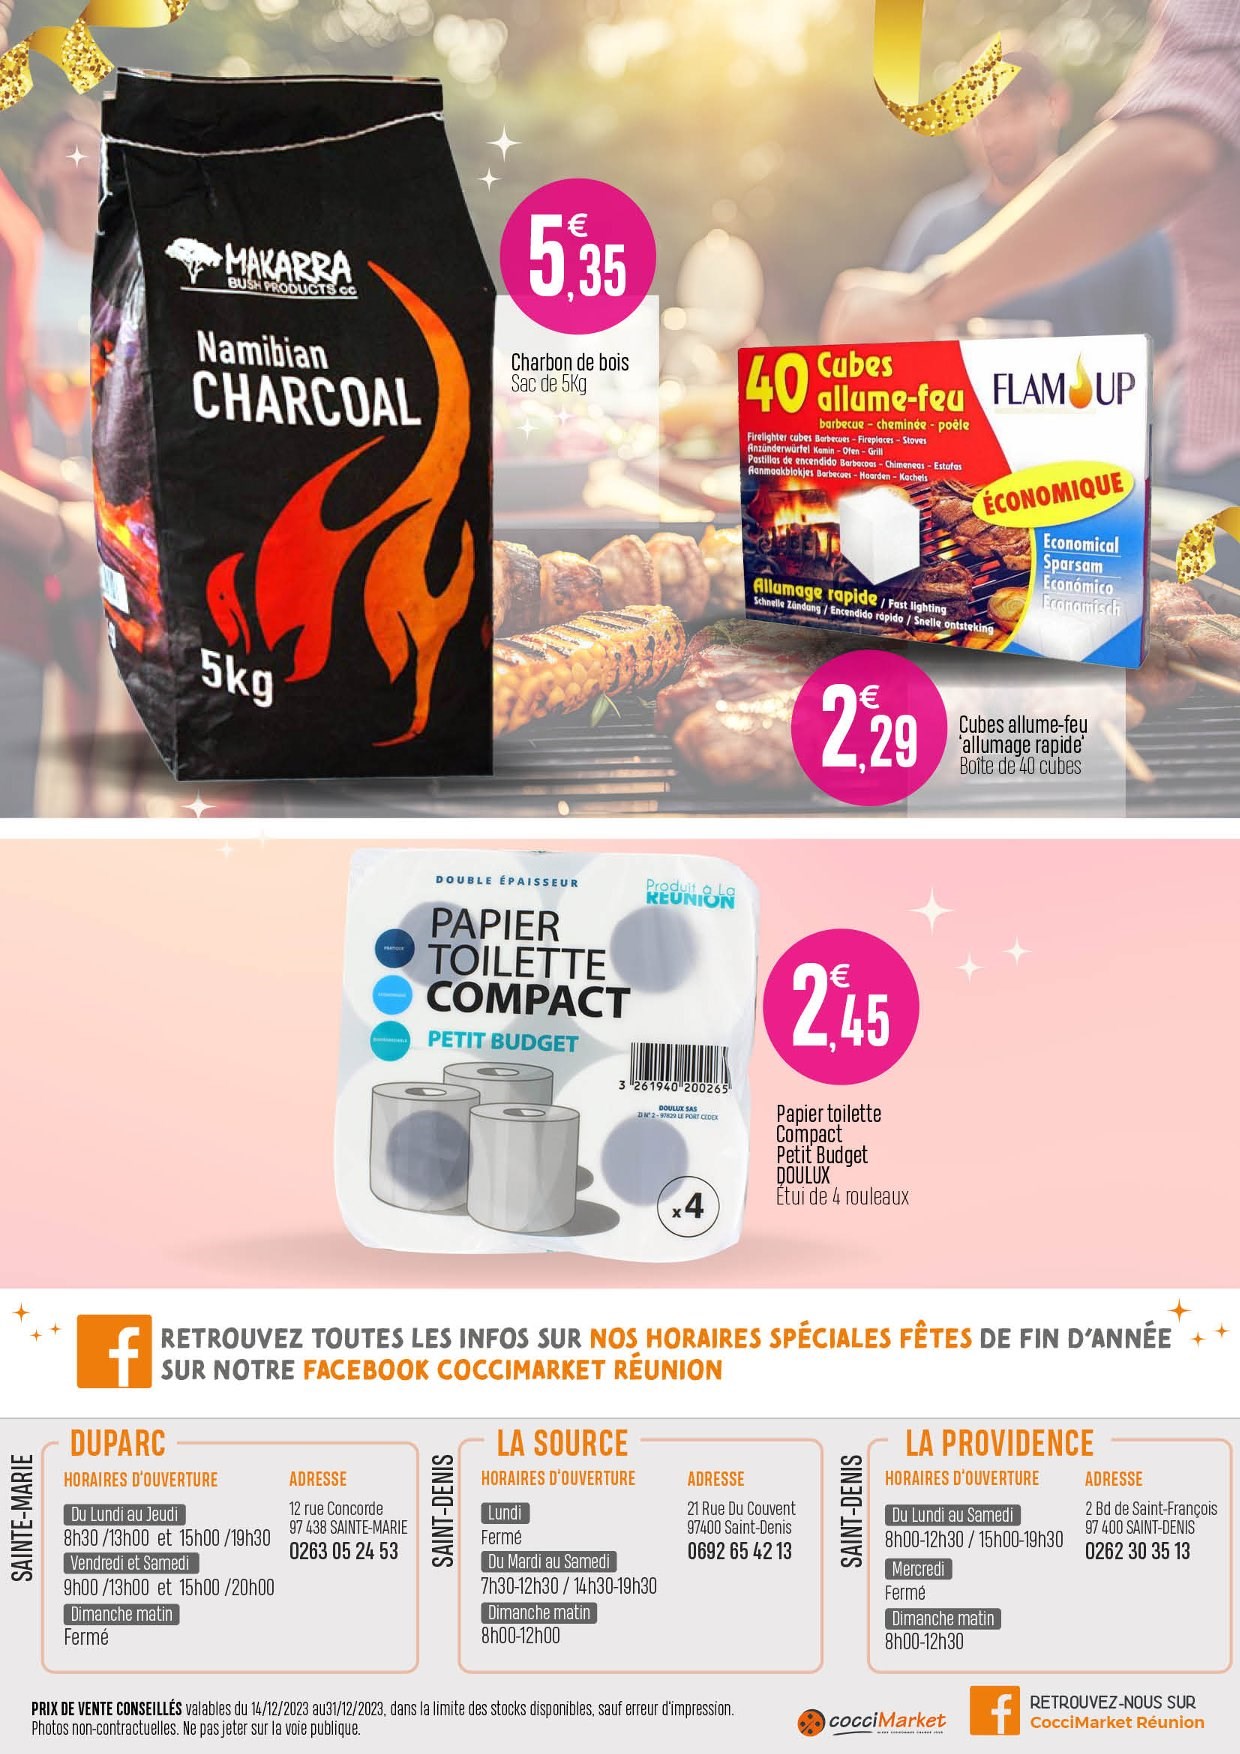 MAKARRA
BUSH PRODUCTS CC
Namibian
CHARCOAL
5kg
5€,35
Charbon de bois
Sac de 5Kg
40 Cubes
allume-feu
barbecue - cheminée - poêle
Firelighter cubes Barbecues - Fireplaces - Stoves
Anzünderwürfel Kamin - Ofen - Grill
Pastillas de encendido Barbacoas - Chimeneas - Estufas
Aanmaakblokjes Barbecues - Haarden - Kachels
FLAM UP
ÉCONOMIQUE
Economical
Sparsam
Económico
Economisch
Allumage rapide / Fast lighting
Schnelle Zündung / Encendido rápido / Snelle ontsteking
2€,29
Cubes allume-feu
'allumage rapide'
Boîte de 40 cubes
DOUBLE ÉPAISSEUR
Produit à La
RÉUNION
PAPIER
TOILETTE
COMPACT
PETIT BUDGET
3 261940 200265
DOULUX SAS
x4
2€,45
Papier toilette
Compact
Petit Budget
DOULUX
Étui de 4 rouleaux
RETROUVEZ TOUTES LES INFOS SUR NOS HORAIRES SPÉCIALES FÊTES DE FIN D'ANNÉE
SUR NOTRE FACEBOOK COCCIMARKET RÉUNION
SAINTE-MARIE
DUPARC
HORAIRES D'OUVERTURE
Du Lundi au Jeudi
8h30 /13h00 et 15h00 /19h30
Vendredi et Samedi
9h00 /13h00 et 15h00 /20h00
Dimanche matin
Fermé
ADRESSE
12 rue Concorde
97 438 SAINTE-MARIE
0263 05 24 53
SAINT-DENIS
LA SOURCE
HORAIRES D'OUVERTURE
Lundi
Fermé
Du Mardi au Samedi
7h30-12h30 / 14h30-19h30
Dimanche matin
8h00-12h00
ADRESSE
21 Rue Du Couvent
97400 Saint-Denis
0692 65 42 13
SAINT-DENIS
LA PROVIDENCE
HORAIRES D'OUVERTURE
Du Lundi au Samedi
8h00-12h30 / 15h00-19h30
Mercredi
Fermé
Dimanche matin
8h00-12h30
ADRESSE
2 Bd de Saint-François
97 400 SAINT-DENIS
0262 30 35 13
PRIX DE VENTE CONSEILLÉS valables du 14/12/2023 au31/12/2023, dans la limite des stocks disponibles, sauf erreur d'impression.
Photos non-contractuelles. Ne pas jeter sur la voie publique.
cocciMarket
RETROUVEZ-NOUS SUR
CocciMarket Réunion